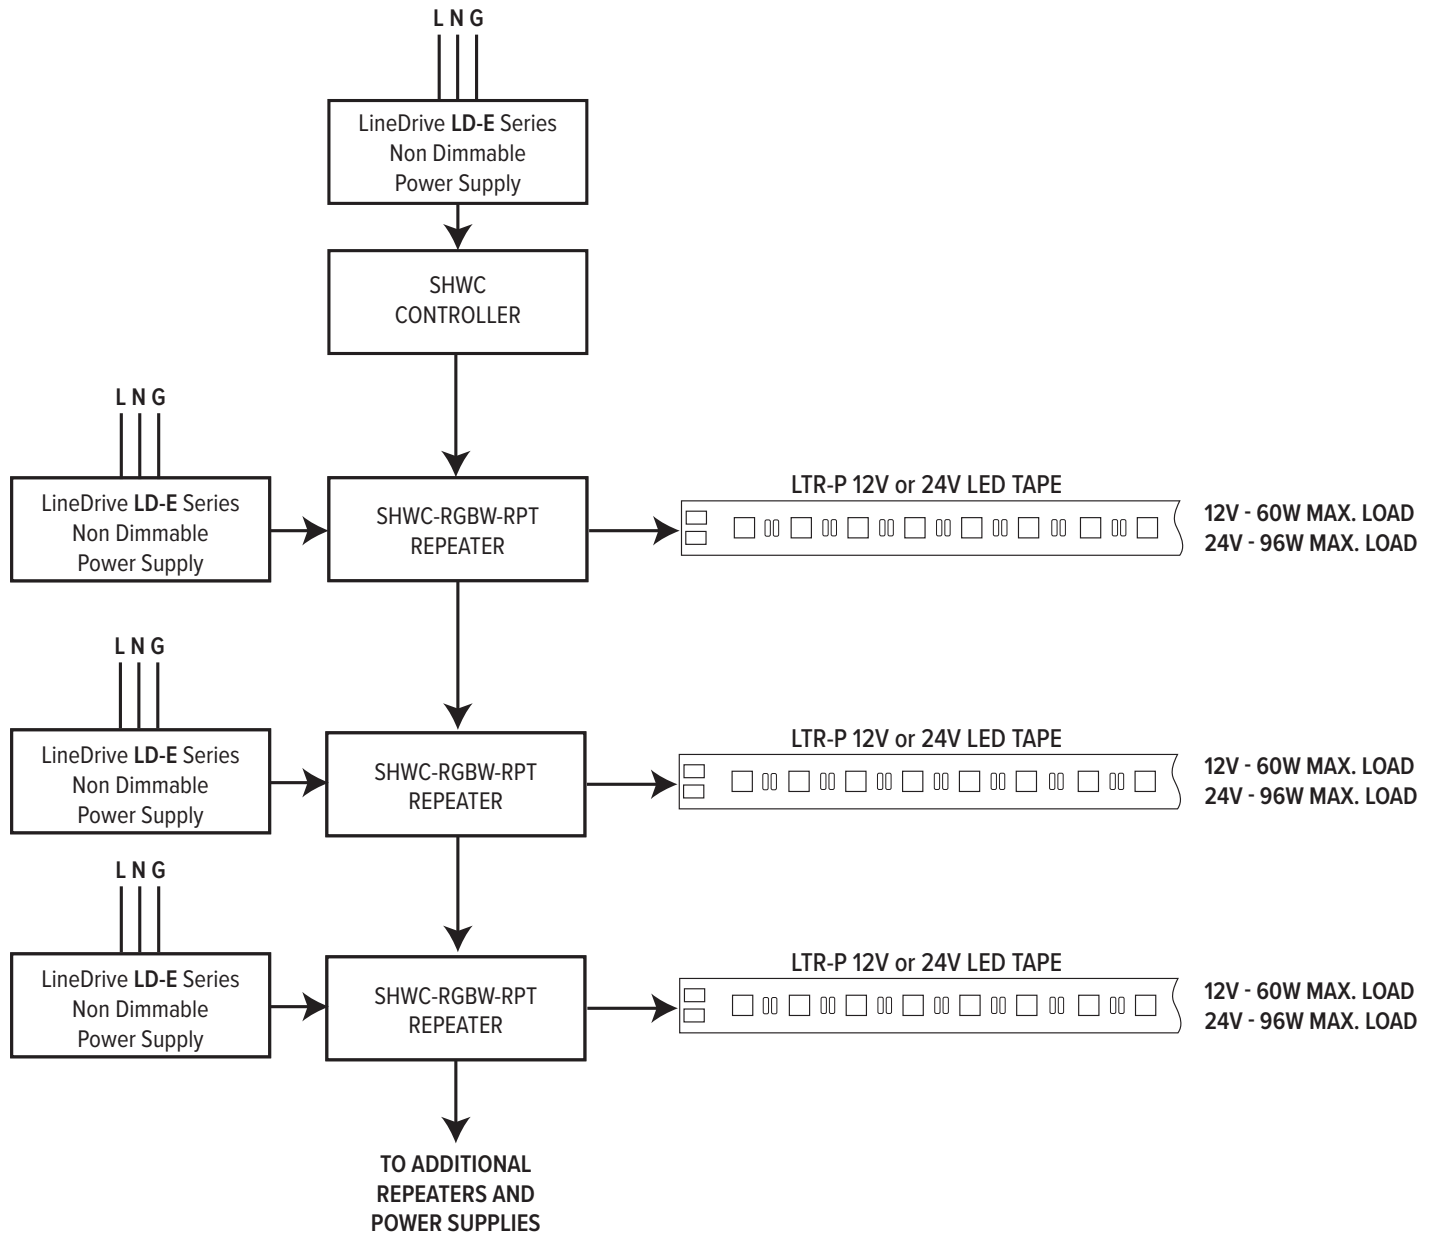 L N G
LineDrive LD-E Series
Non Dimmable
Power Supply
SHWC
CONTROLLER
L N G
LineDrive LD-E Series
Non Dimmable
Power Supply
SHWC-RGBW-RPT
REPEATER
LTR-P 12V or 24V LED TAPE
12V - 60W MAX. LOAD
24V - 96W MAX. LOAD
L N G
LineDrive LD-E Series
Non Dimmable
Power Supply
SHWC-RGBW-RPT
REPEATER
LTR-P 12V or 24V LED TAPE
12V - 60W MAX. LOAD
24V - 96W MAX. LOAD
L N G
LineDrive LD-E Series
Non Dimmable
Power Supply
SHWC-RGBW-RPT
REPEATER
LTR-P 12V or 24V LED TAPE
12V - 60W MAX. LOAD
24V - 96W MAX. LOAD
TO ADDITIONAL
REPEATERS AND
POWER SUPPLIES